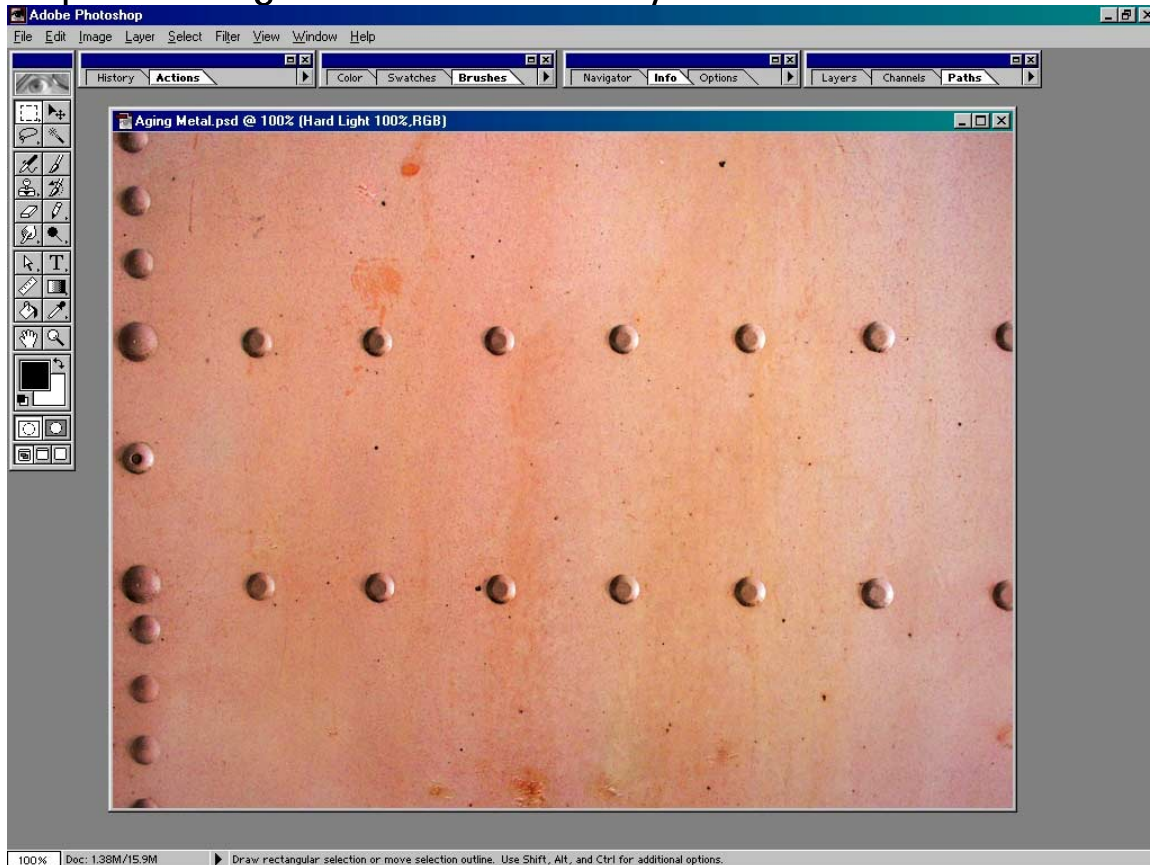 Adobe Photoshop
File Edit Image Layer Select Filter View Window Help
History Actions
Color Swatches Brushes
Navigator Info Options
Layers Channels Paths
Aging Metal.psd @ 100% (Hard Light 100%,RGB)
T
100% Doc: 1.38M/15.9M Draw rectangular selection or move selection outline. Use Shift, Alt, and Ctrl for additional options.